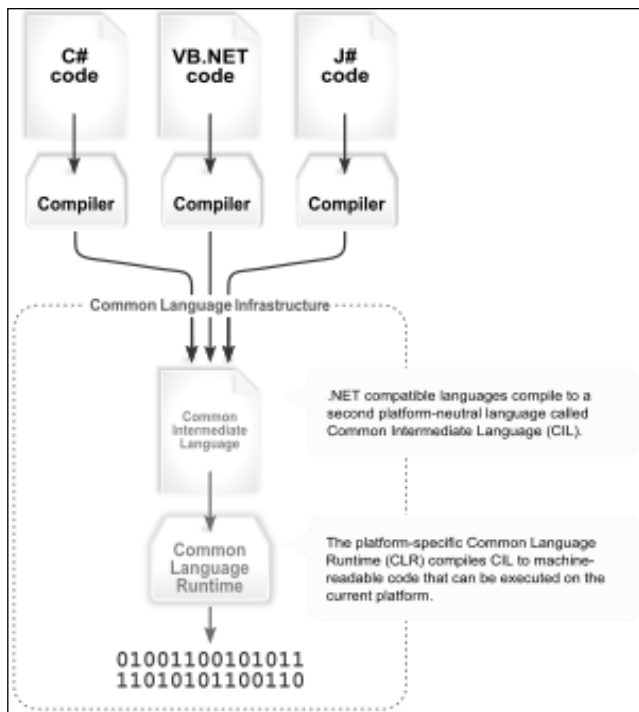 C#
code
VB.NET
code
J#
code
Compiler
Compiler
Compiler
Common Language Infrastructure
Common
Intermediate
Language
.NET compatible languages compile to a
second platform-neutral language called
Common Intermediate Language (CIL).
Common
Language
Runtime
The platform-specific Common Language
Runtime (CLR) compiles CIL to machine-
readable code that can be executed on the
current platform.
01001100101011
11010101100110